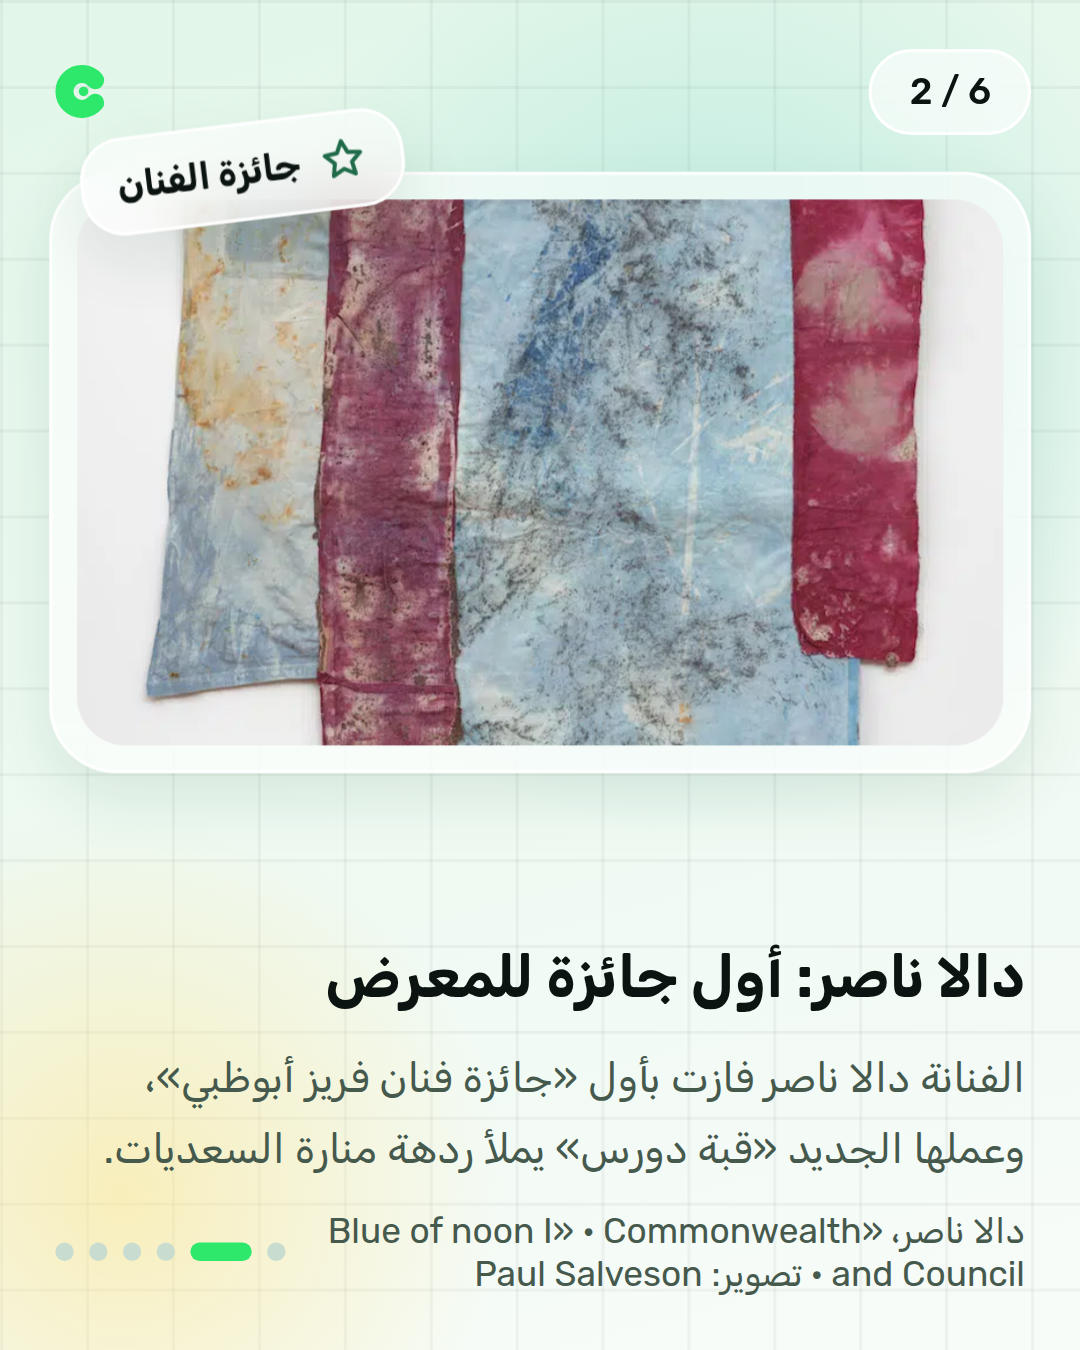 2 / 6
جائزة الفنان
دالا ناصر: أول جائزة للمعرض
الفنانة دالا ناصر فازت بأول «جائزة فنان فريز أبوظبي»،
وعملها الجديد «قبة دورس» يملأ ردهة منارة السعديات.
دالا ناصر، «Blue of noon I» • Commonwealth
and Council • تصوير: Paul Salveson